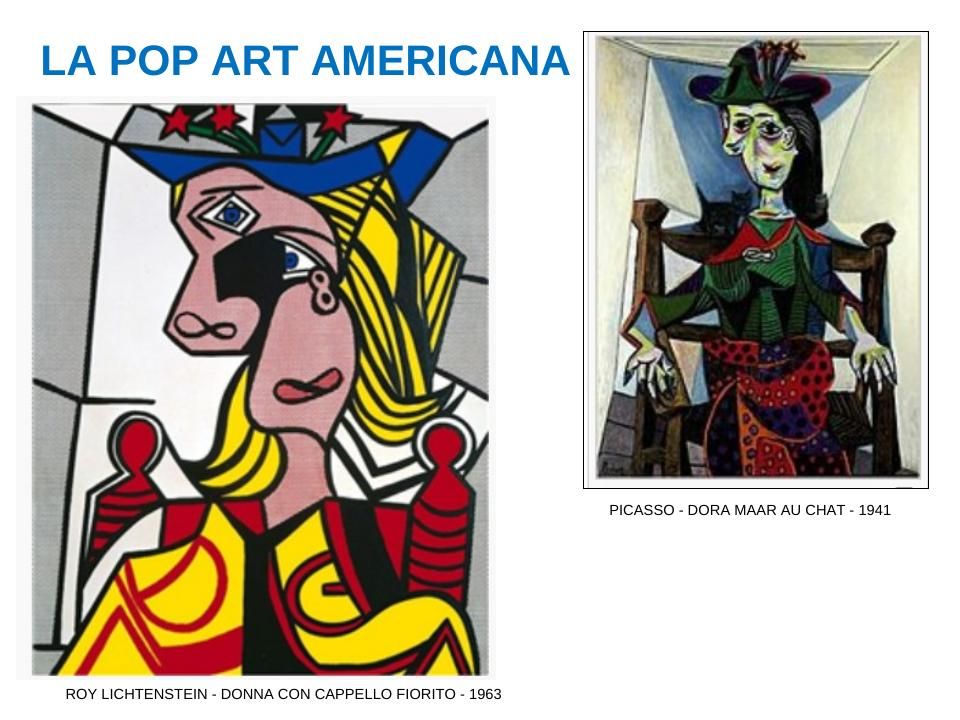 LA POP ART AMERICANA
PICASSO - DORA MAAR AU CHAT - 1941
ROY LICHTENSTEIN - DONNA CON CAPPELLO FIORITO - 1963